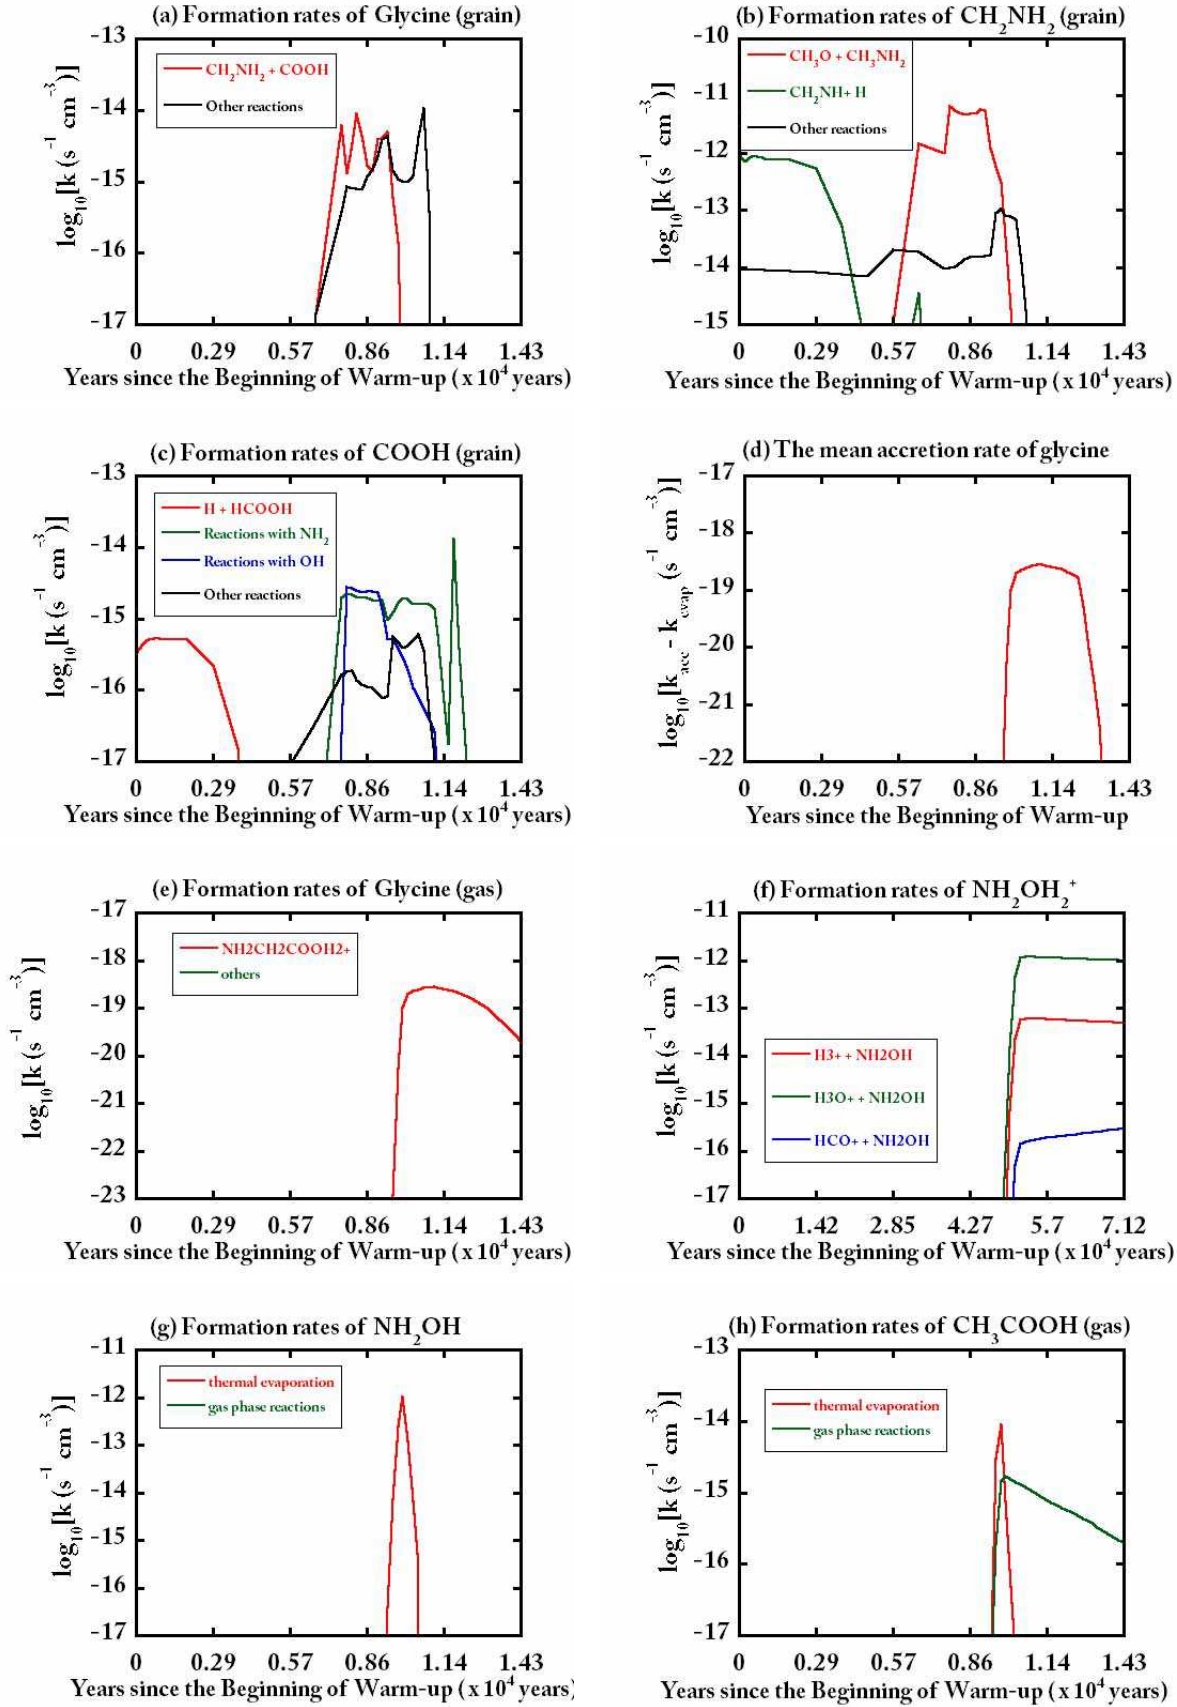 (a) Formation rates of Glycine (grain)
log10[k (s⁻¹ cm⁻³)]
-13
-14
-15
-16
-17
CH2NH2 + COOH
Other reactions
0 0.29 0.57 0.86 1.14 1.43
Years since the Beginning of Warm-up (x 10⁴ years)
(b) Formation rates of CH2NH2 (grain)
log10[k (s⁻¹ cm⁻³)]
-10
-11
-12
-13
-14
-15
CH3O + CH3NH2
CH2NH+ H
Other reactions
0 0.29 0.57 0.86 1.14 1.43
Years since the Beginning of Warm-up (x 10⁴ years)
(c) Formation rates of COOH (grain)
log10[k (s⁻¹ cm⁻³)]
-13
-14
-15
-16
-17
H + HCOOH
Reactions with NH2
Reactions with OH
Other reactions
0 0.29 0.57 0.86 1.14 1.43
Years since the Beginning of Warm-up (x 10⁴ years)
(d) The mean accretion rate of glycine
log10[kacc - kevap (s⁻¹ cm⁻³)]
-17
-18
-19
-20
-21
-22
0 0.29 0.57 0.86 1.14 1.43
Years since the Beginning of Warm-up
(e) Formation rates of Glycine (gas)
log10[k (s⁻¹ cm⁻³)]
-17
-18
-19
-20
-21
-22
-23
NH2CH2COOH2+
others
0 0.29 0.57 0.86 1.14 1.43
Years since the Beginning of Warm-up (x 10⁴ years)
(f) Formation rates of NH2OH2⁺
log10[k (s⁻¹ cm⁻³)]
-11
-12
-13
-14
-15
-16
-17
H3+ + NH2OH
H3O+ + NH2OH
HCO+ + NH2OH
0 1.42 2.85 4.27 5.7 7.12
Years since the Beginning of Warm-up (x 10⁴ years)
(g) Formation rates of NH2OH
log10[k (s⁻¹ cm⁻³)]
-11
-12
-13
-14
-15
-16
-17
thermal evaporation
gas phase reactions
0 0.29 0.57 0.86 1.14 1.43
Years since the Beginning of Warm-up (x 10⁴ years)
(h) Formation rates of CH3COOH (gas)
log10[k (s⁻¹ cm⁻³)]
-13
-14
-15
-16
-17
thermal evaporation
gas phase reactions
0 0.29 0.57 0.86 1.14 1.43
Years since the Beginning of Warm-up (x 10⁴ years)